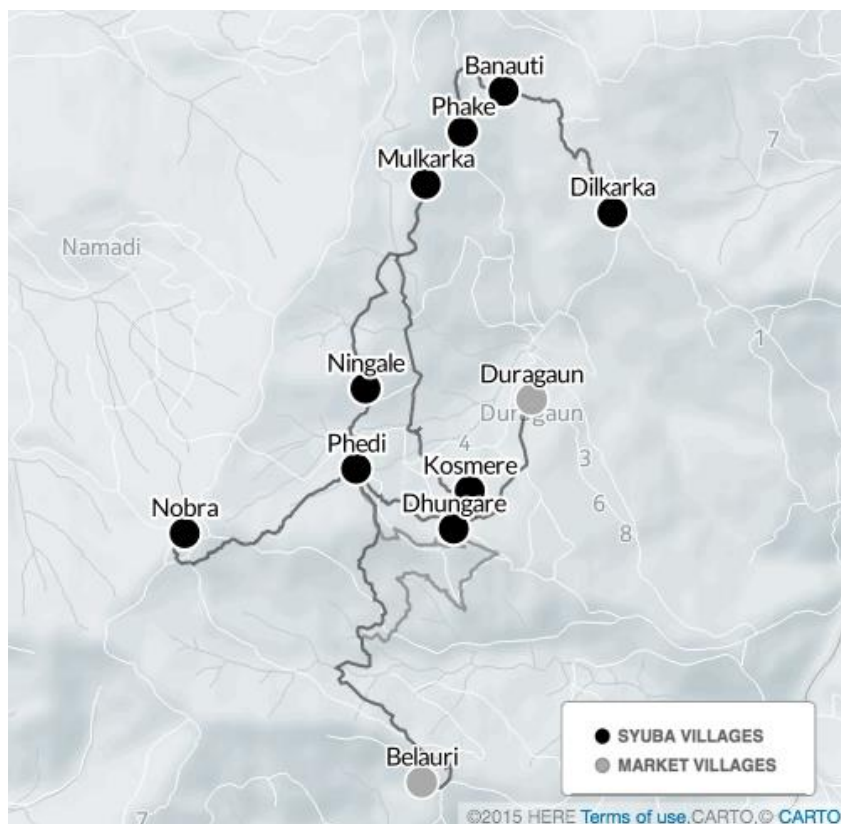 Banauti
Phake
7
Mulkarka
Dilkarka
Namadi
1
Ningale
Duragaun
Duragaun
Phedi
4
Kosmere
3
Dhungare
6
Nobra
8
SYUBA VILLAGES
Belauri
MARKET VILLAGES
7
©2015 HERE Terms of use,CARTO,© CARTO